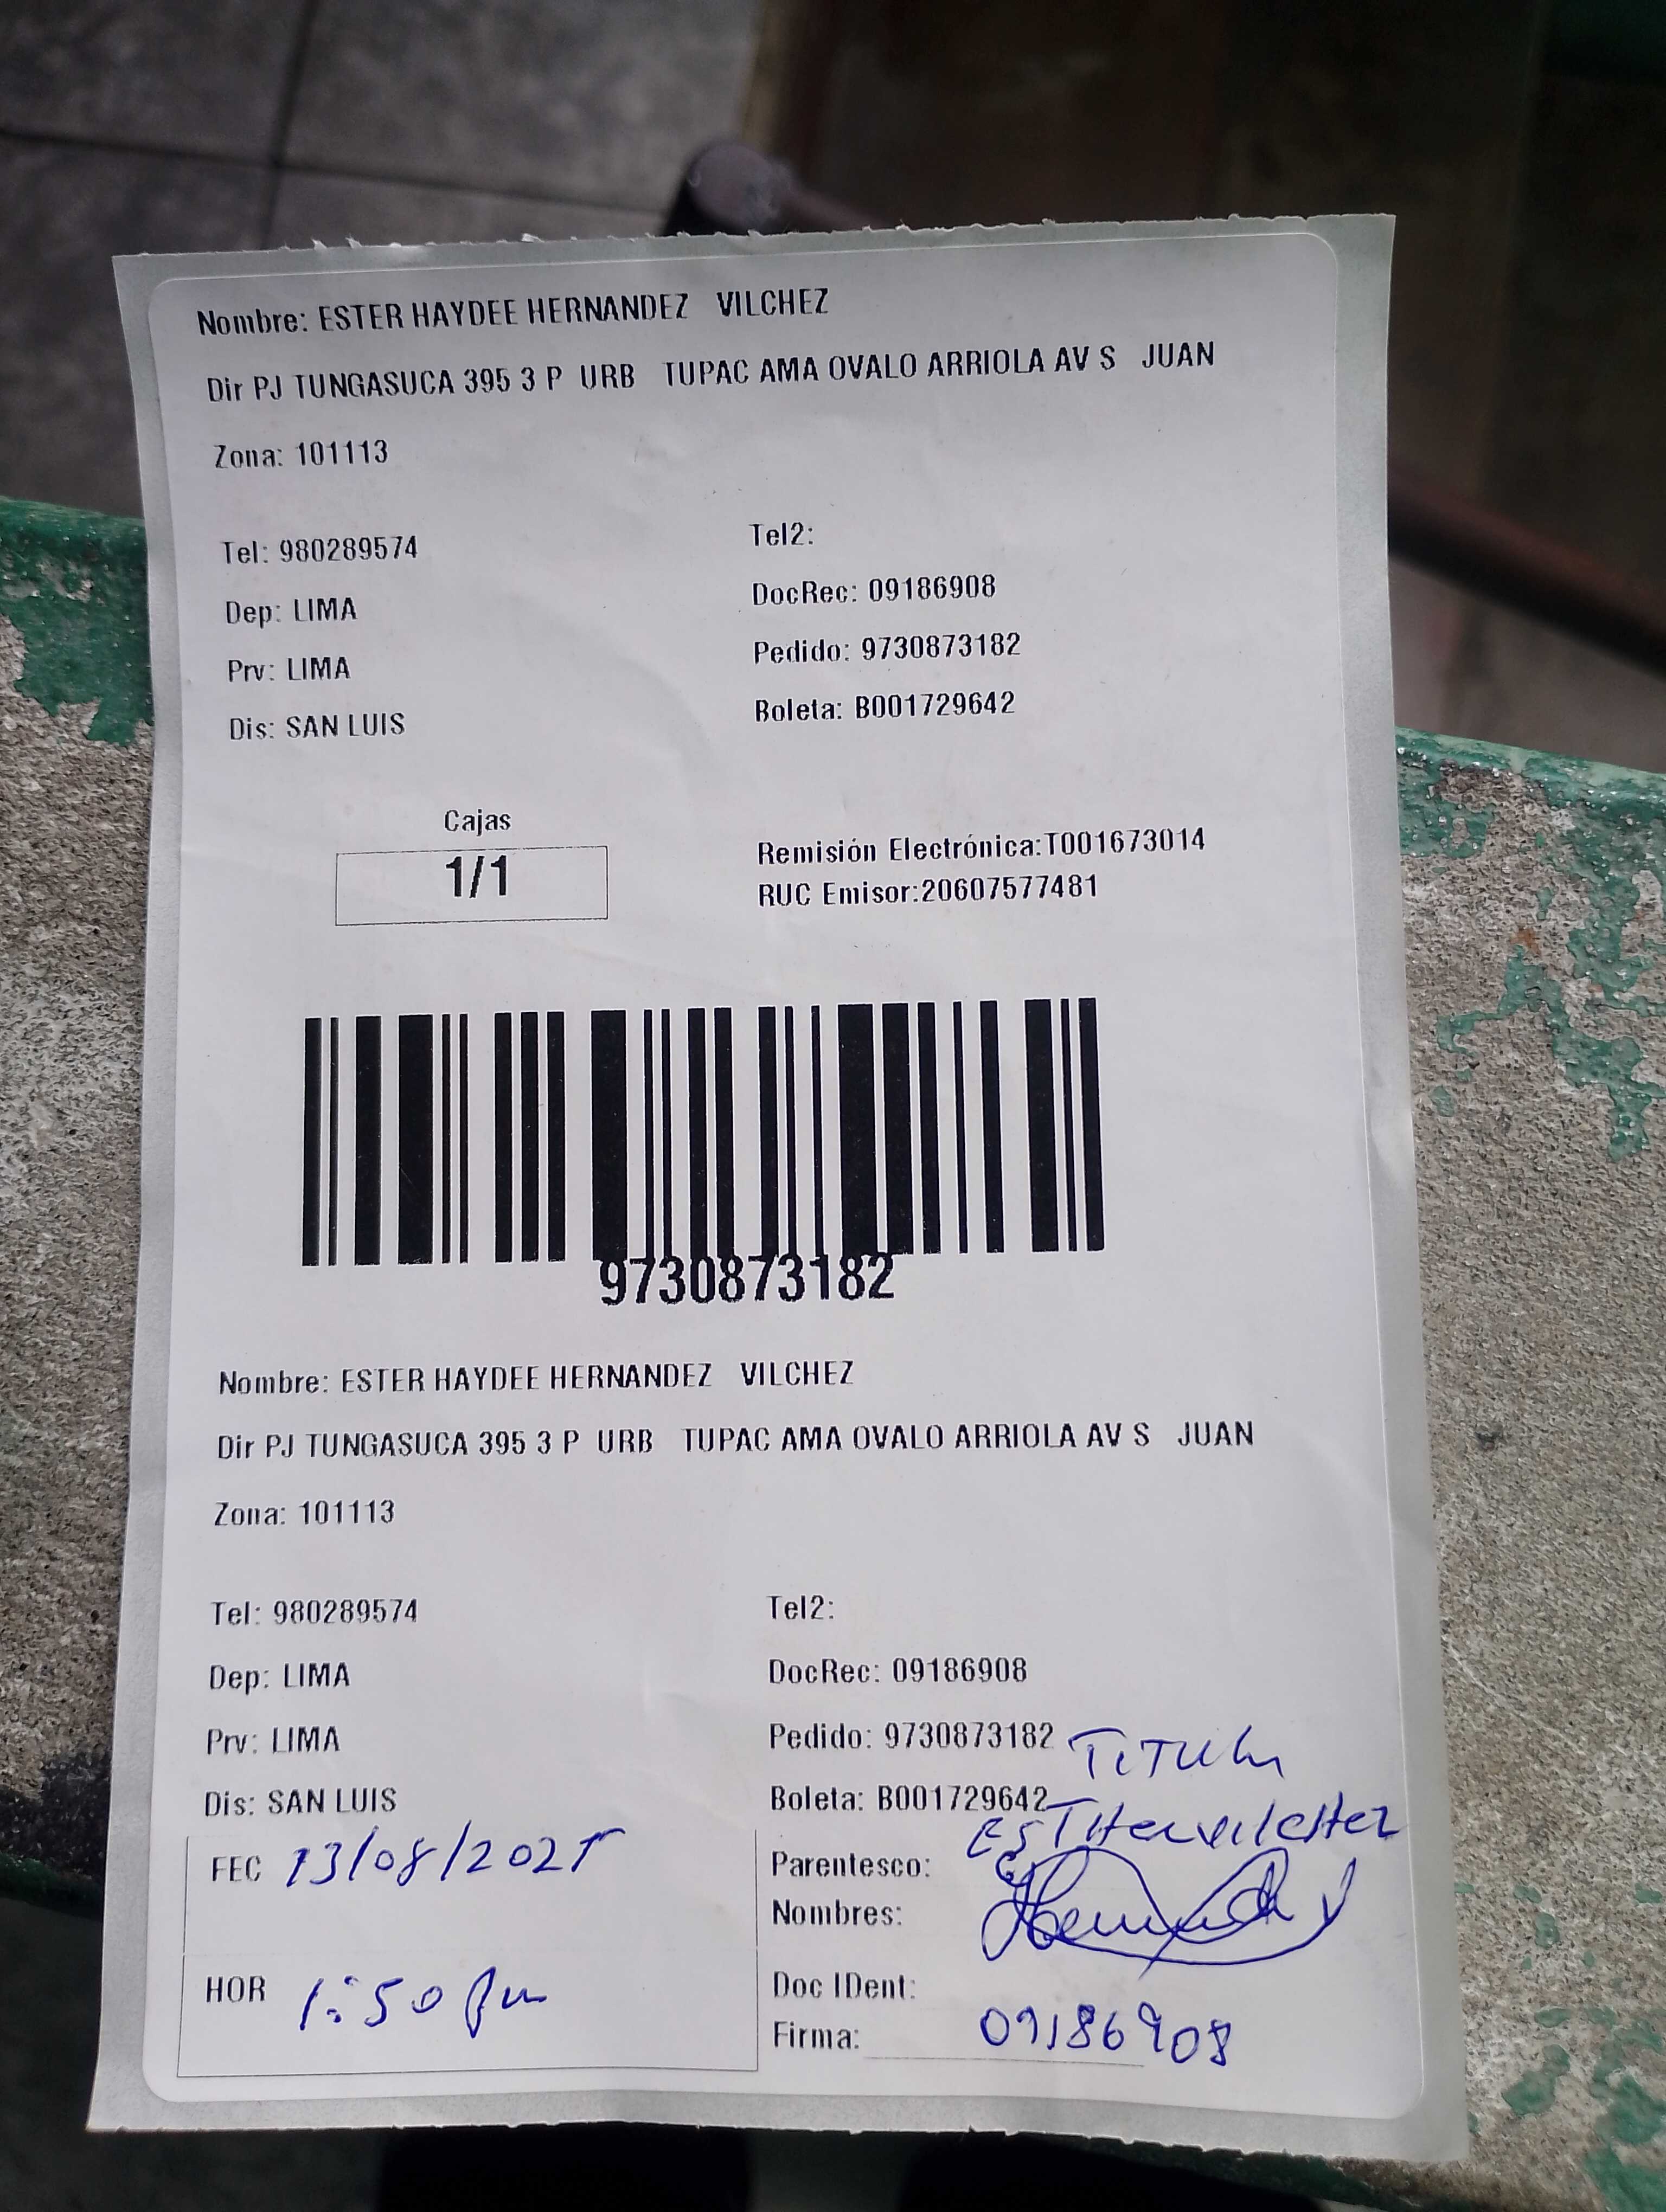 Nombre: ESTER HAYDEE HERNANDEZ VILCHEZ
Dir PJ TUNGASUCA 395 3 P URB TUPAC AMA OVALO ARRIOLA AV S JUAN
Zona: 101113
Tel: 980289574
Tel2:
Dep: LIMA
DocRec: 09186908
Prv: LIMA
Pedido: 9730873182
Dis: SAN LUIS
Boleta: B001729642
Cajas
1/1
Remisión Electrónica:T001673014
RUC Emisor:20607577481
9730873182
Nombre: ESTER HAYDEE HERNANDEZ VILCHEZ
Dir PJ TUNGASUCA 395 3 P URB TUPAC AMA OVALO ARRIOLA AV S JUAN
Zona: 101113
Tel: 980289574
Tel2:
Dep: LIMA
DocRec: 09186908
Prv: LIMA
Pedido: 9730873182
Dis: SAN LUIS
Boleta: B001729642
FEC 13/08/2025
Parentesco:
Nombres:
HOR 1:50 pm
Doc IDent:
Firma: 09186908